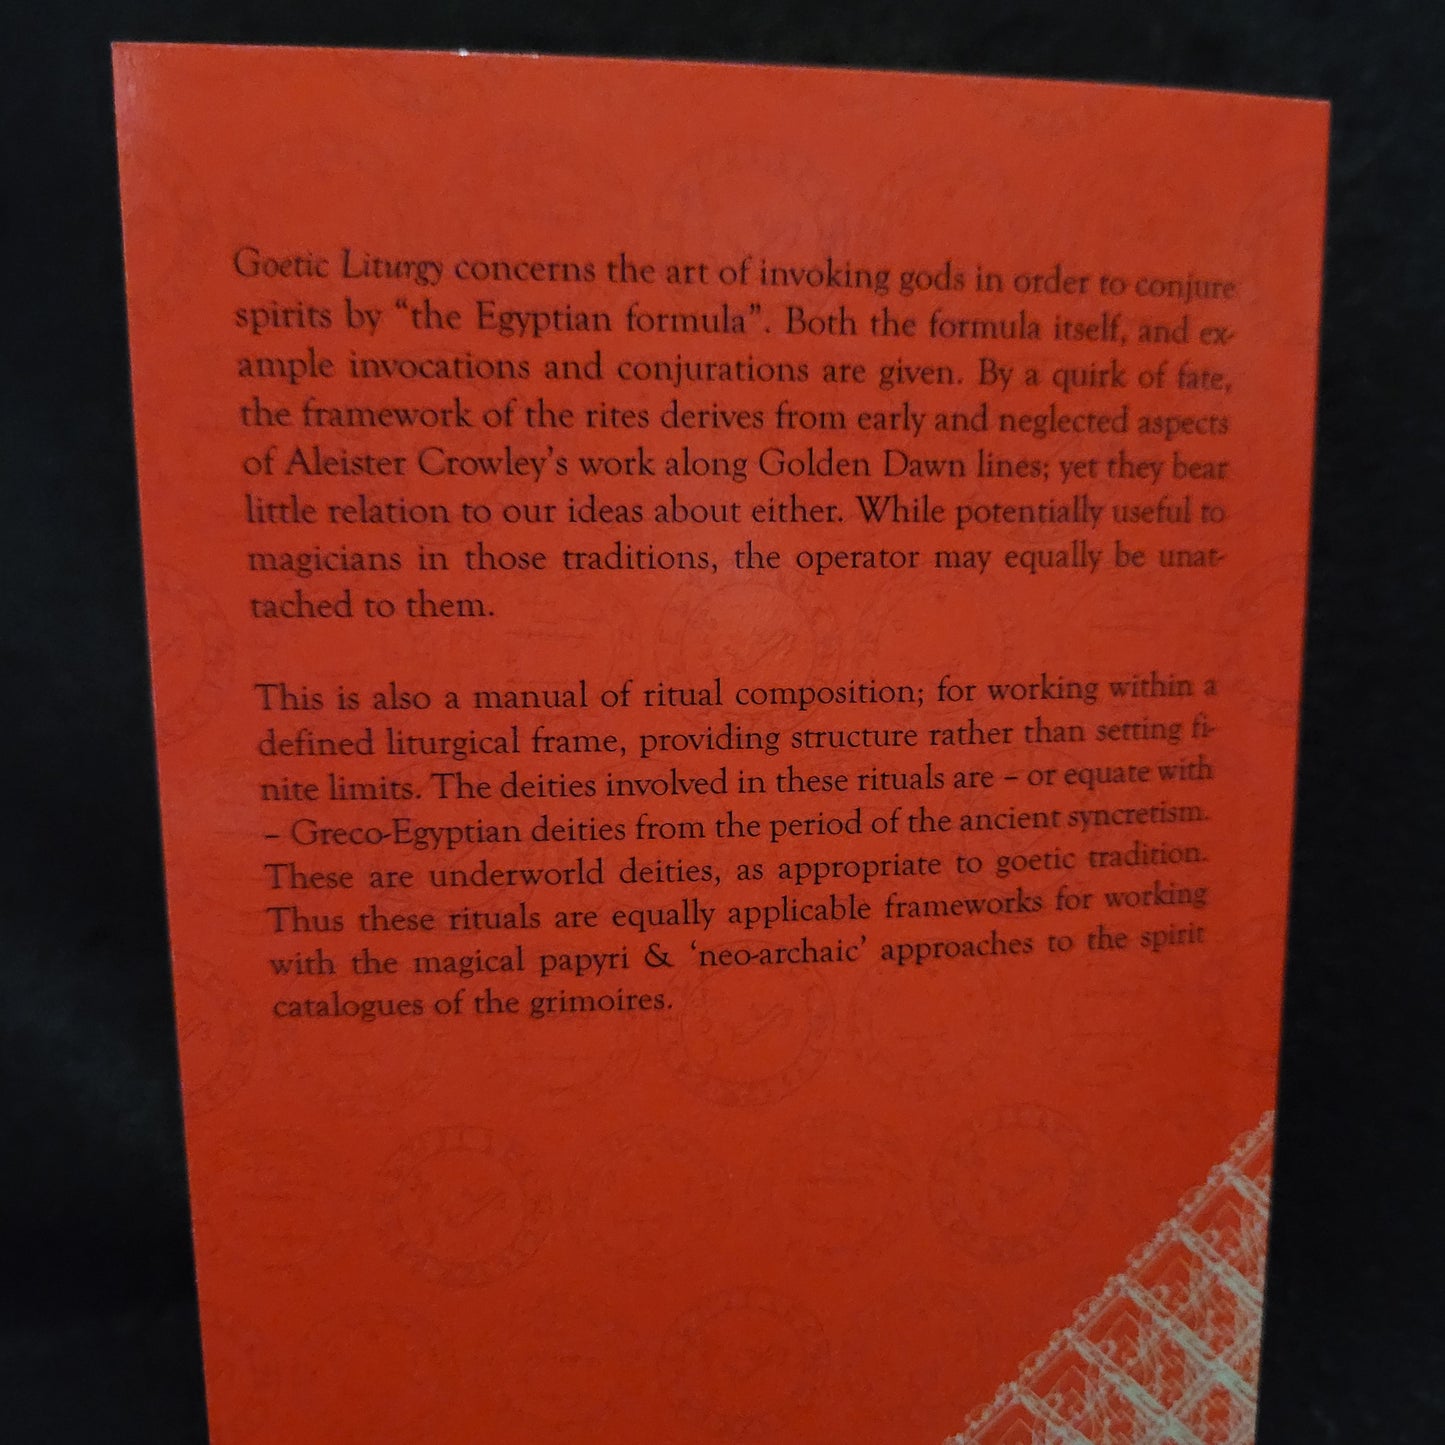 Goetic Liturgy concerns the art of invoking gods in order to conjure
spirits by “the Egyptian formula”. Both the formula itself, and ex-
ample invocations and conjurations are given. By a quirk of fate,
the framework of the rites derives from early and neglected aspects
of Aleister Crowley’s work along Golden Dawn lines; yet they bear
little relation to our ideas about either. While potentially useful to
magicians in those traditions, the operator may equally be unat-
tached to them.
This is also a manual of ritual composition; for working within a
defined liturgical frame, providing structure rather than setting fi-
nite limits. The deities involved in these rituals are – or equate with
– Greco-Egyptian deities from the period of the ancient syncretism.
These are underworld deities, as appropriate to goetic tradition.
Thus these rituals are equally applicable frameworks for working
with the magical papyri & ‘neo-archaic’ approaches to the spirit
catalogues of the grimoires.